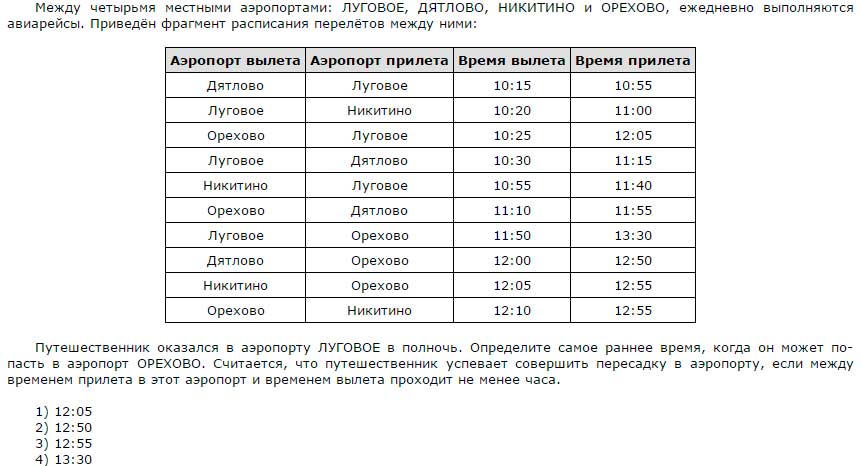 Между четырьмя местными аэропортами: ЛУГОВОЕ, ДЯТЛОВО, НИКИТИНО и ОРЕХОВО, ежедневно выполняются
авиарейсы. Приведён фрагмент расписания перелётов между ними:
Аэропорт вылета Аэропорт прилета Время вылета Время прилета
Дятлово Луговое 10:15 10:55
Луговое Никитино 10:20 11:00
Орехово Луговое 10:25 12:05
Луговое Дятлово 10:30 11:15
Никитино Луговое 10:55 11:40
Орехово Дятлово 11:10 11:55
Луговое Орехово 11:50 13:30
Дятлово Орехово 12:00 12:50
Никитино Орехово 12:05 12:55
Орехово Никитино 12:10 12:55
Путешественник оказался в аэропорту ЛУГОВОЕ в полночь. Определите самое раннее время, когда он может по-
пасть в аэропорт ОРЕХОВО. Считается, что путешественник успевает совершить пересадку в аэропорту, если между
временем прилета в этот аэропорт и временем вылета проходит не менее часа.
1) 12:05
2) 12:50
3) 12:55
4) 13:30